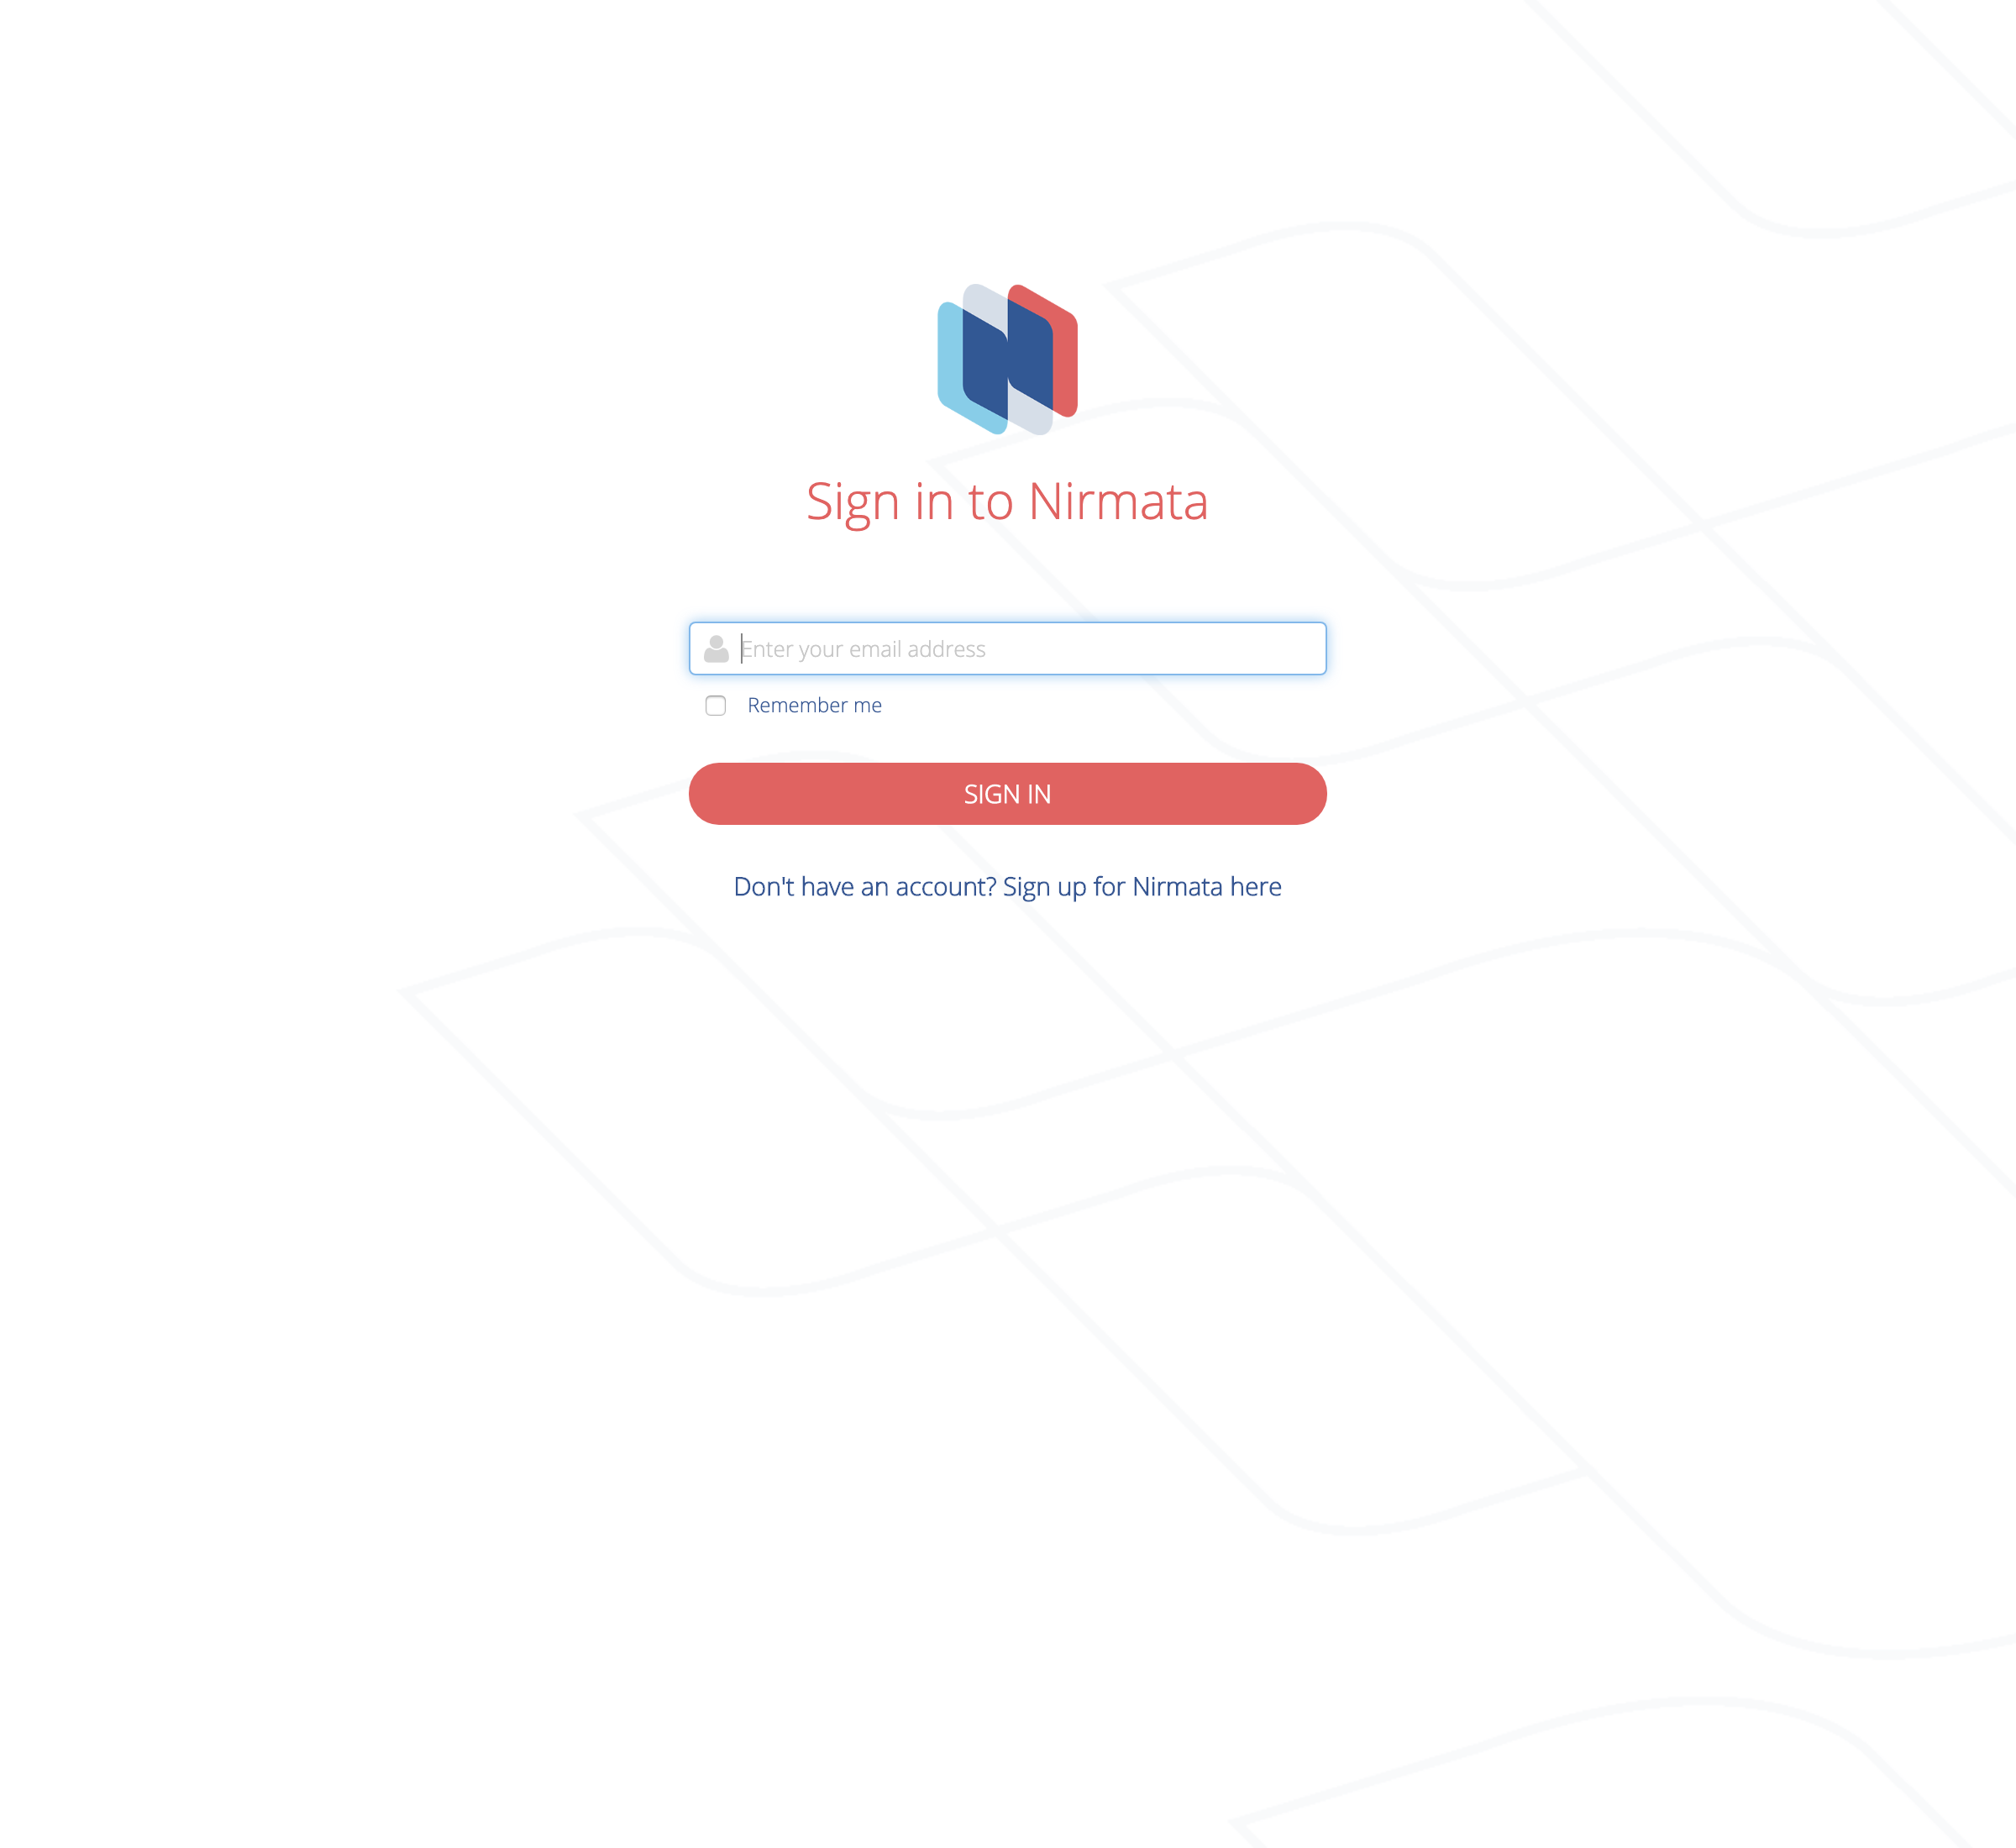 Sign in to Nirmata
Enter your email address
Remember me
SIGN IN
Don't have an account? Sign up for Nirmata here